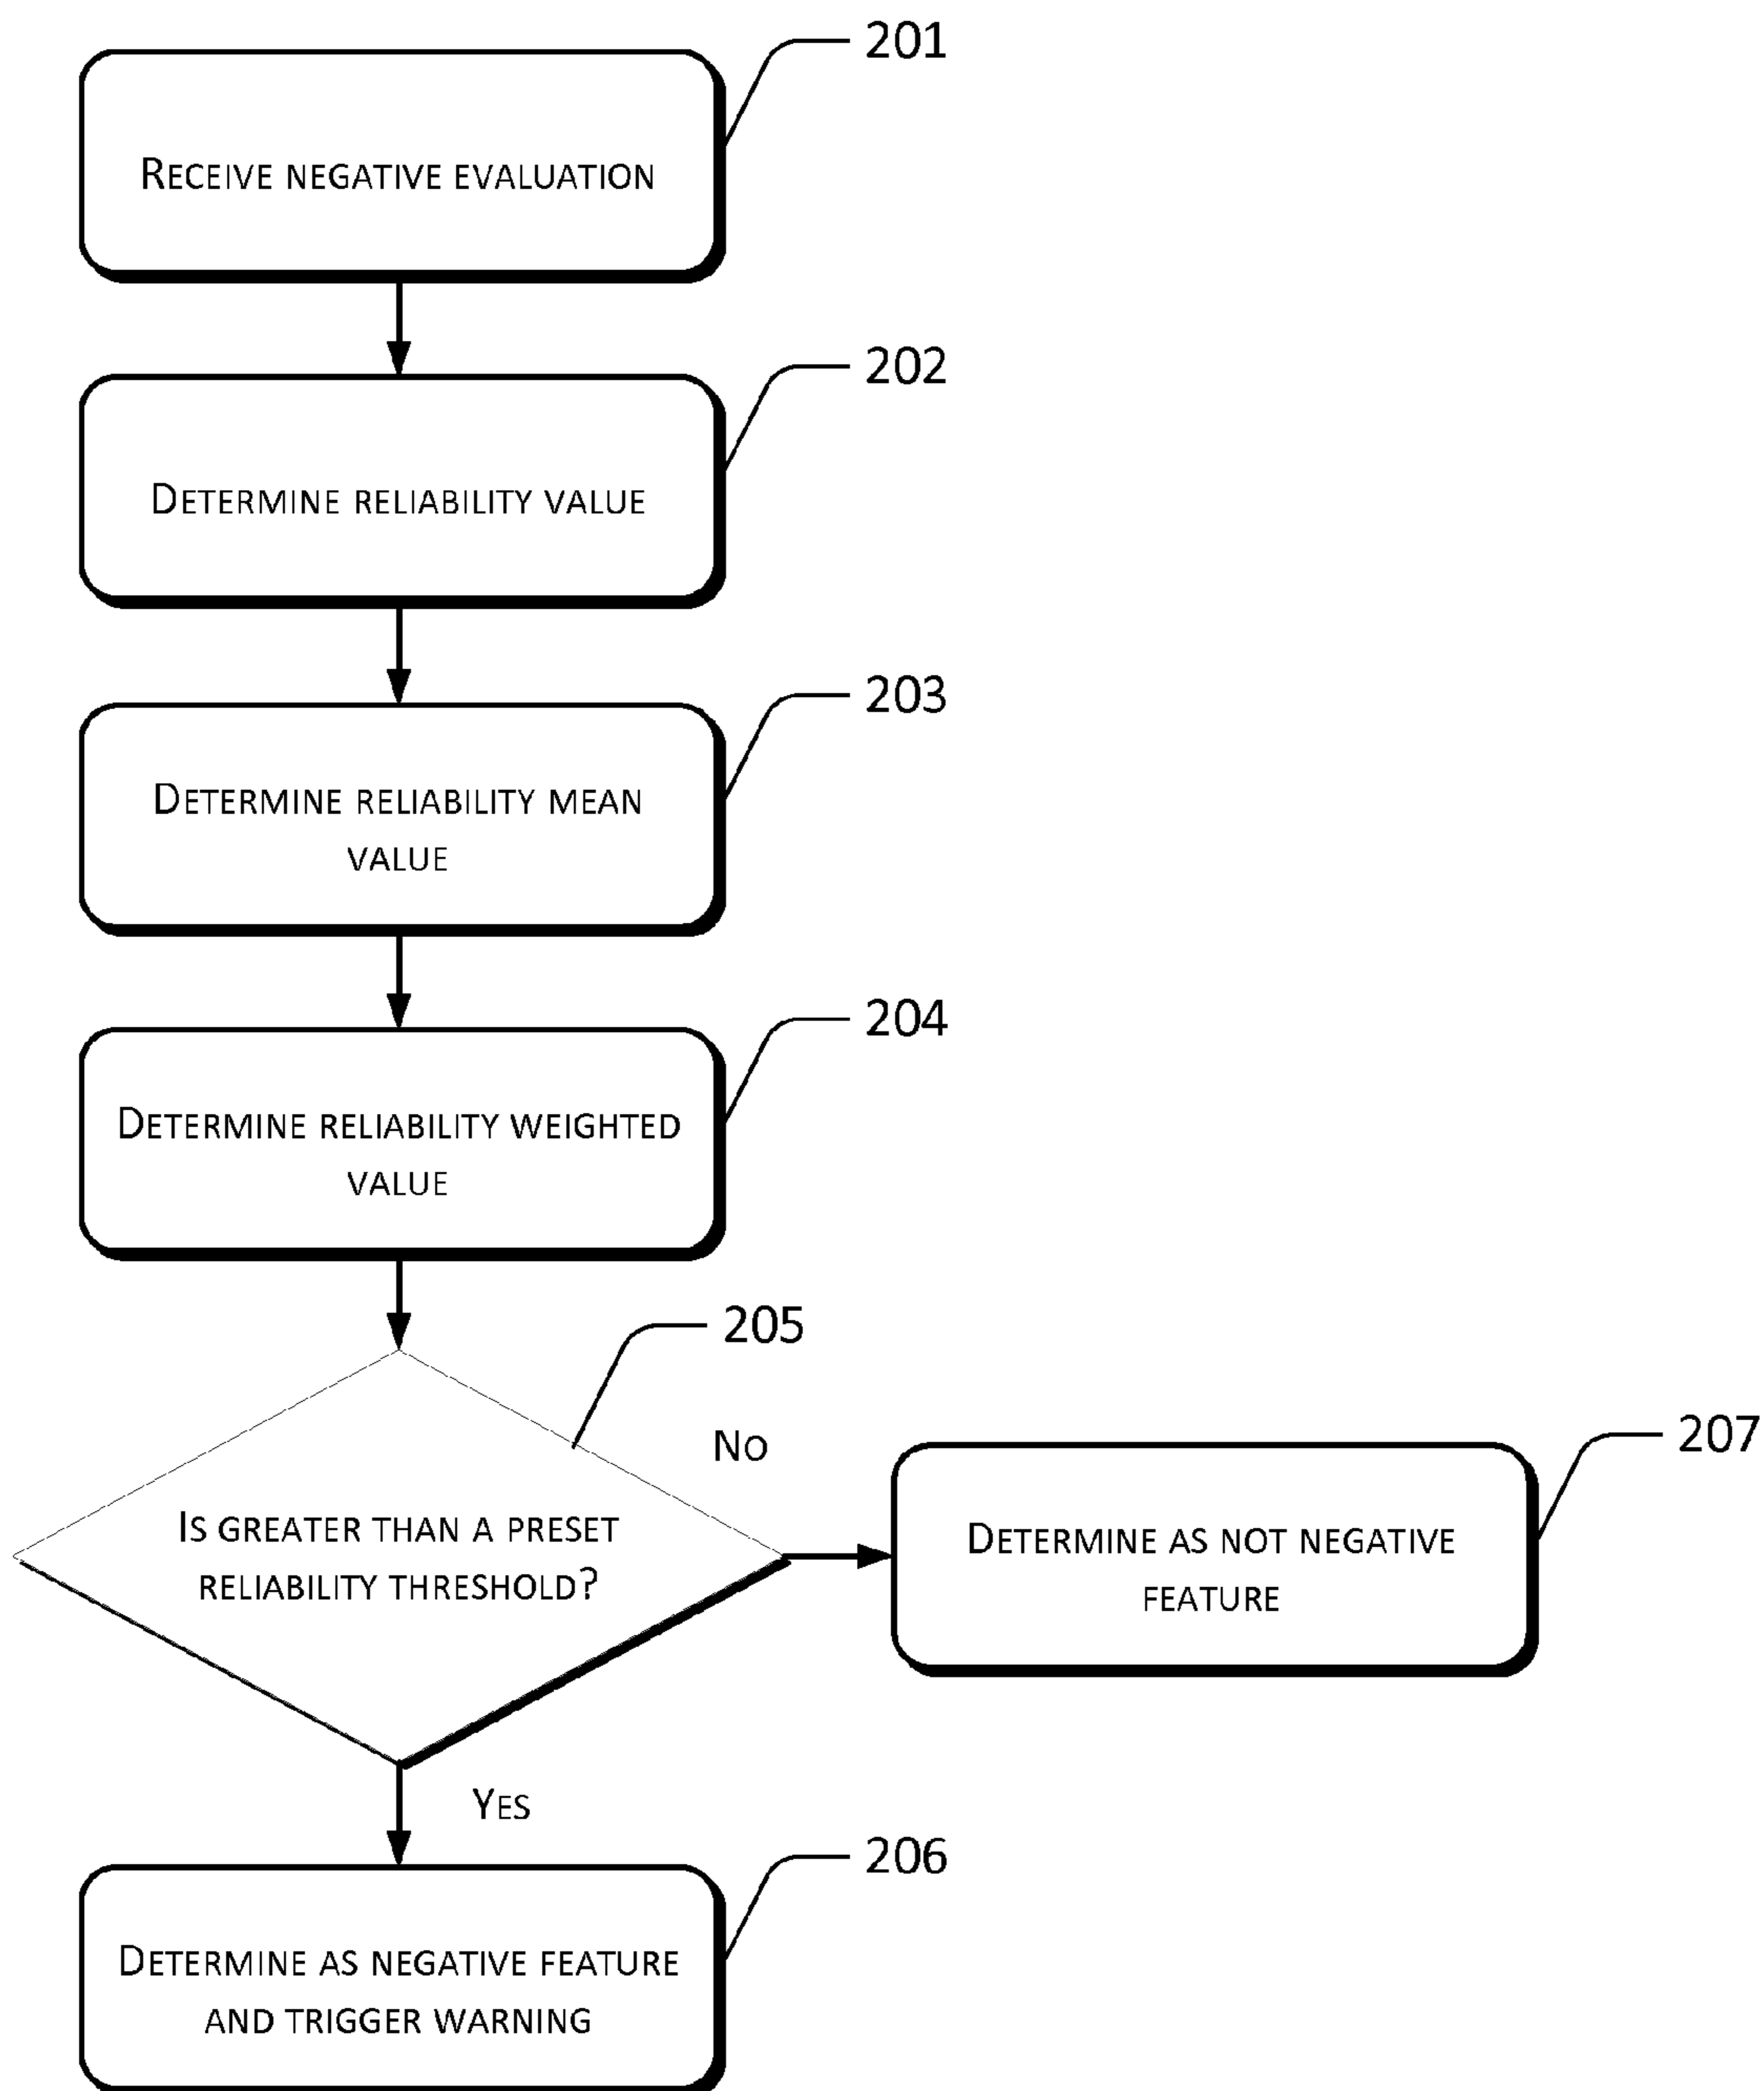 201
RECEIVE NEGATIVE EVALUATION
202
DETERMINE RELIABILITY VALUE
203
DETERMINE RELIABILITY MEAN
VALUE
204
DETERMINE RELIABILITY WEIGHTED
VALUE
205
NO
207
IS GREATER THAN A PRESET
RELIABILITY THRESHOLD?
DETERMINE AS NOT NEGATIVE
FEATURE
YES
206
DETERMINE AS NEGATIVE FEATURE
AND TRIGGER WARNING